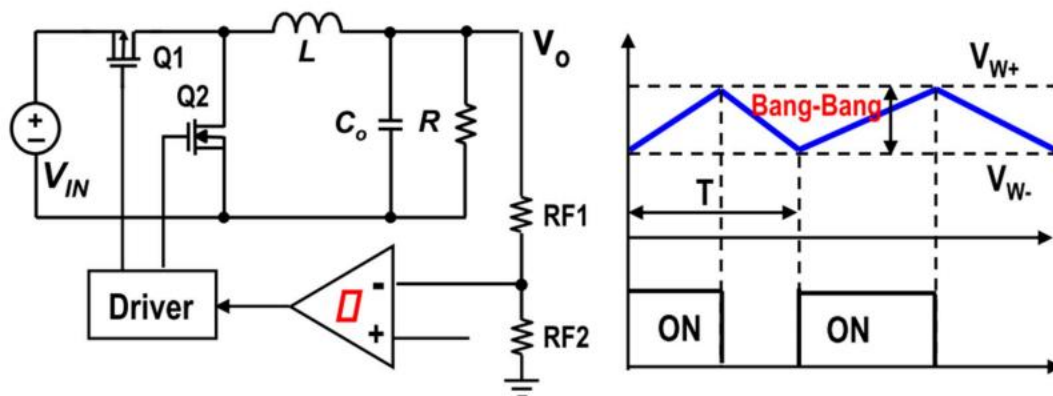 Q1
L
Vo
VW+
Q2
Bang-Bang
Co
R
VIN
VW-
T
RF1
Driver
-
+
RF2
ON
ON